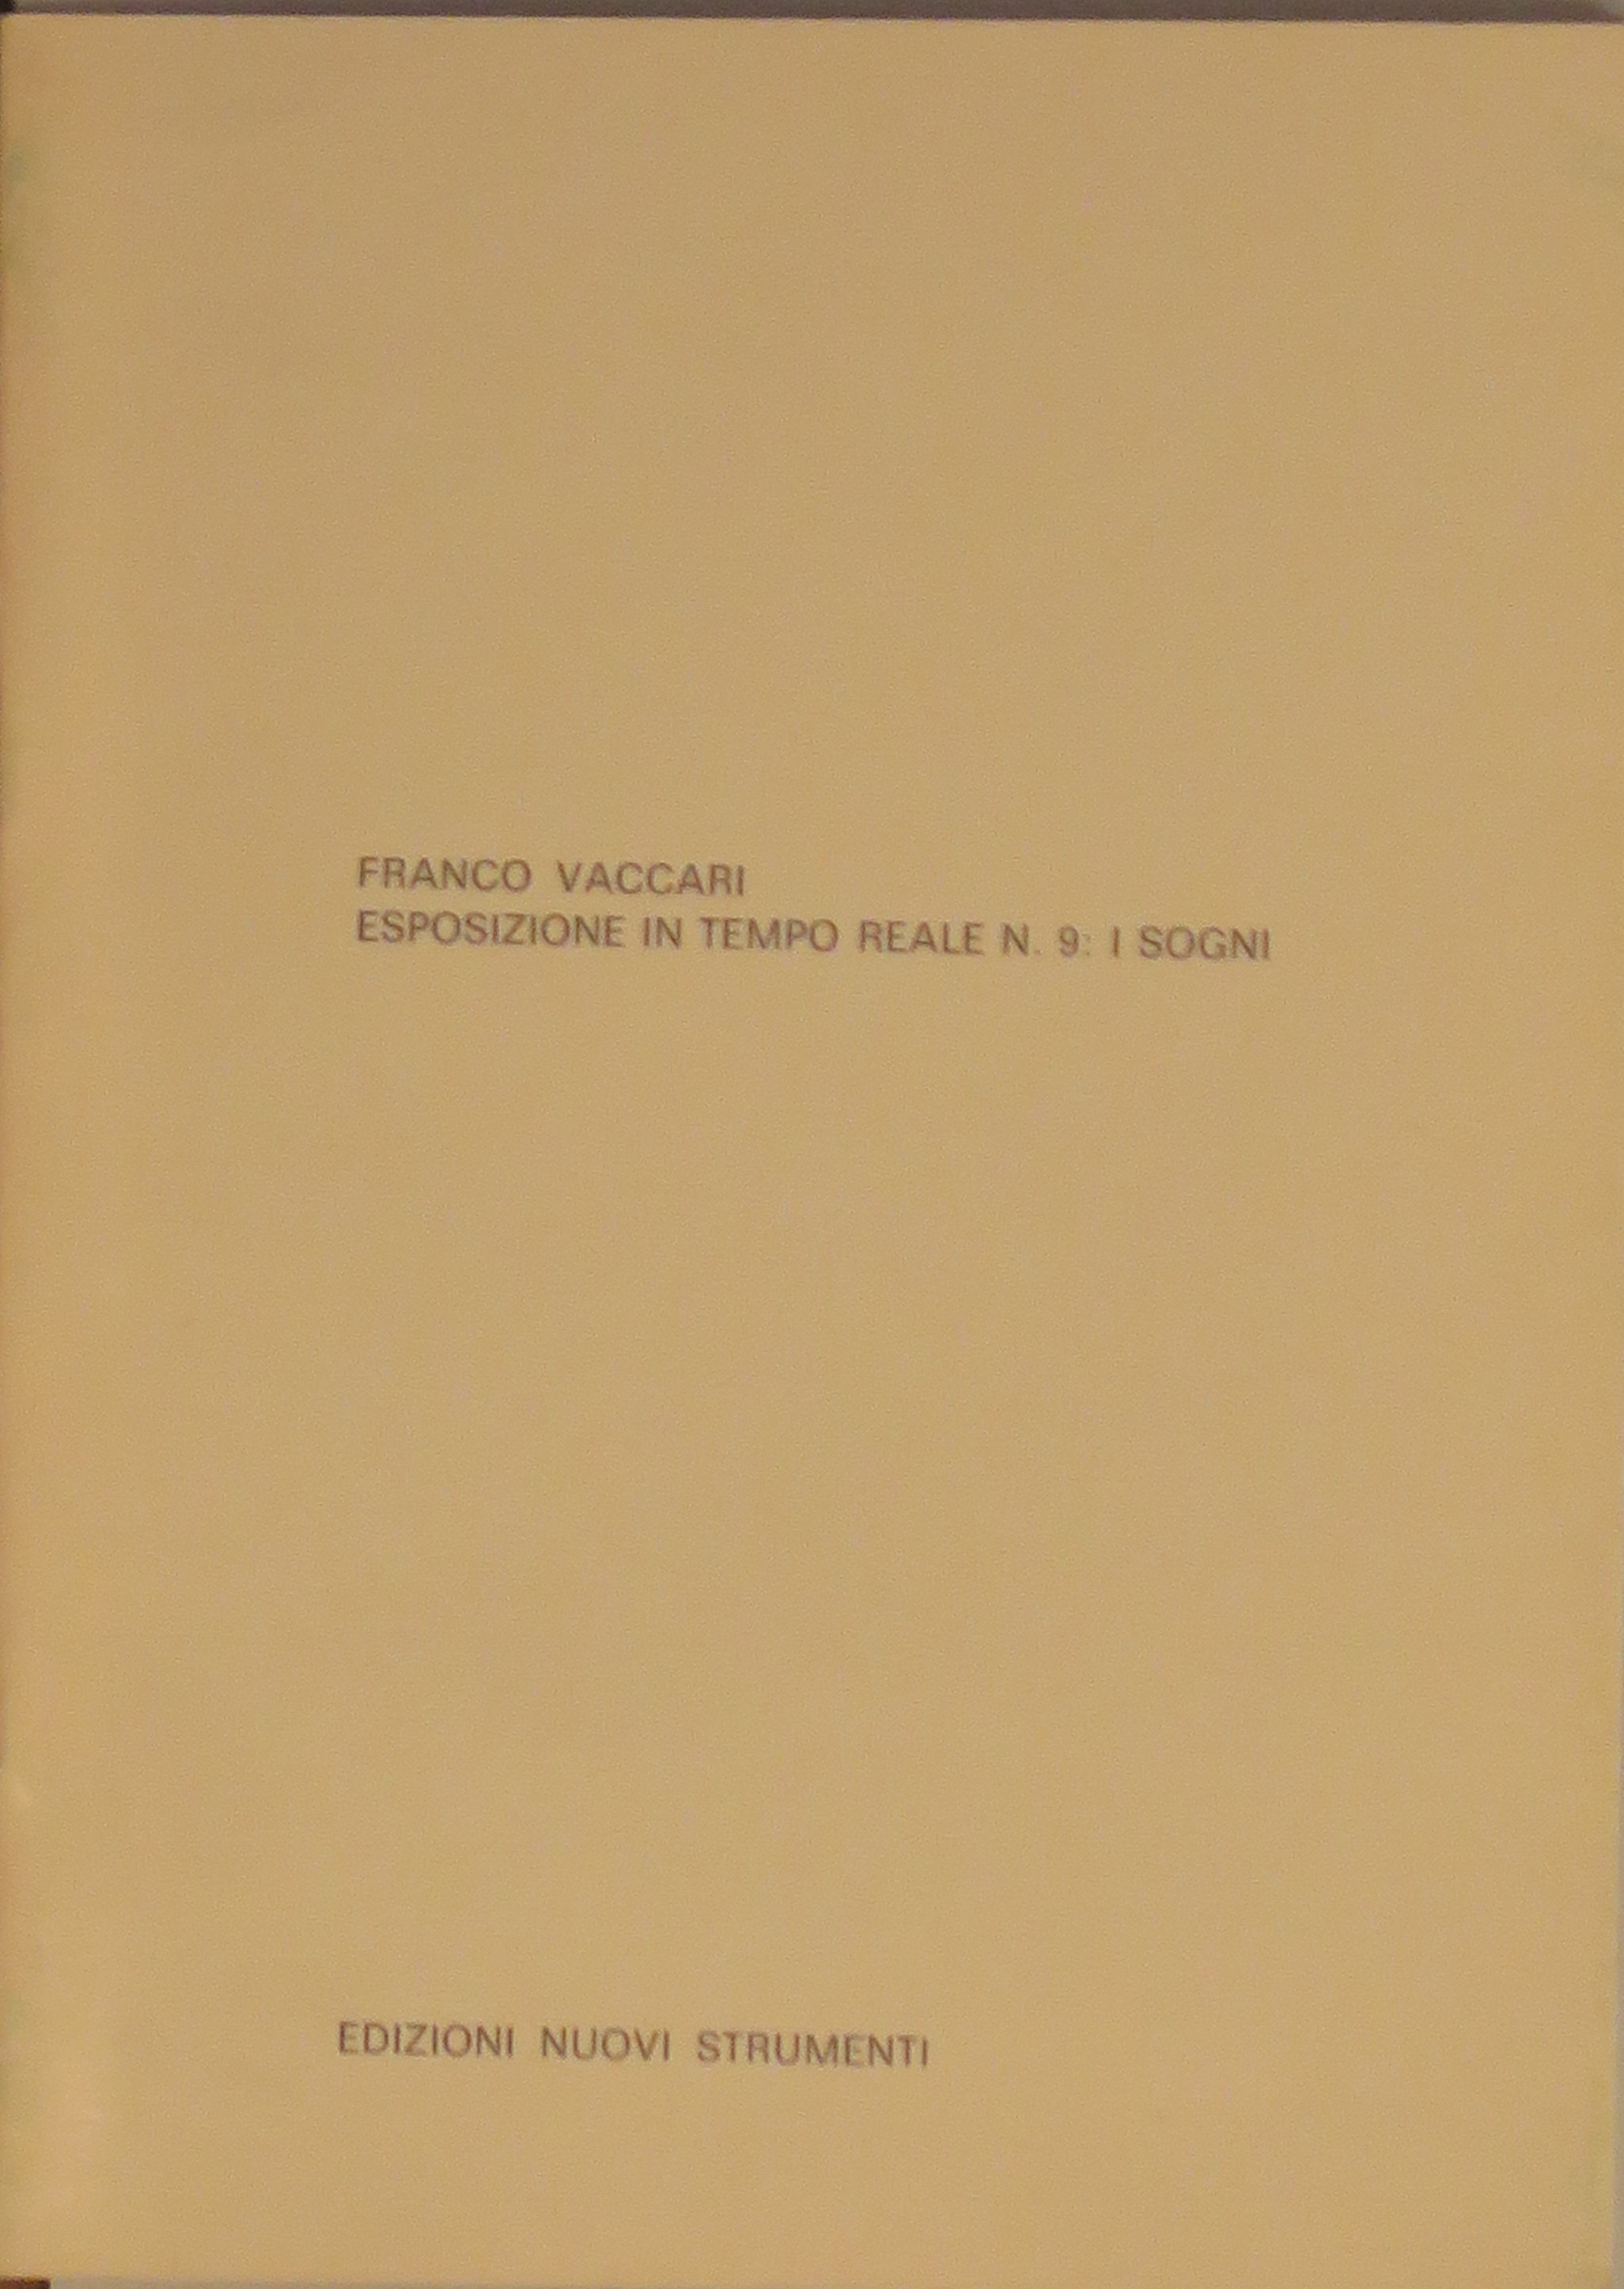 FRANCO VACCARI
ESPOSIZIONE IN TEMPO REALE N. 9: I SOGNI
EDIZIONI NUOVI STRUMENTI